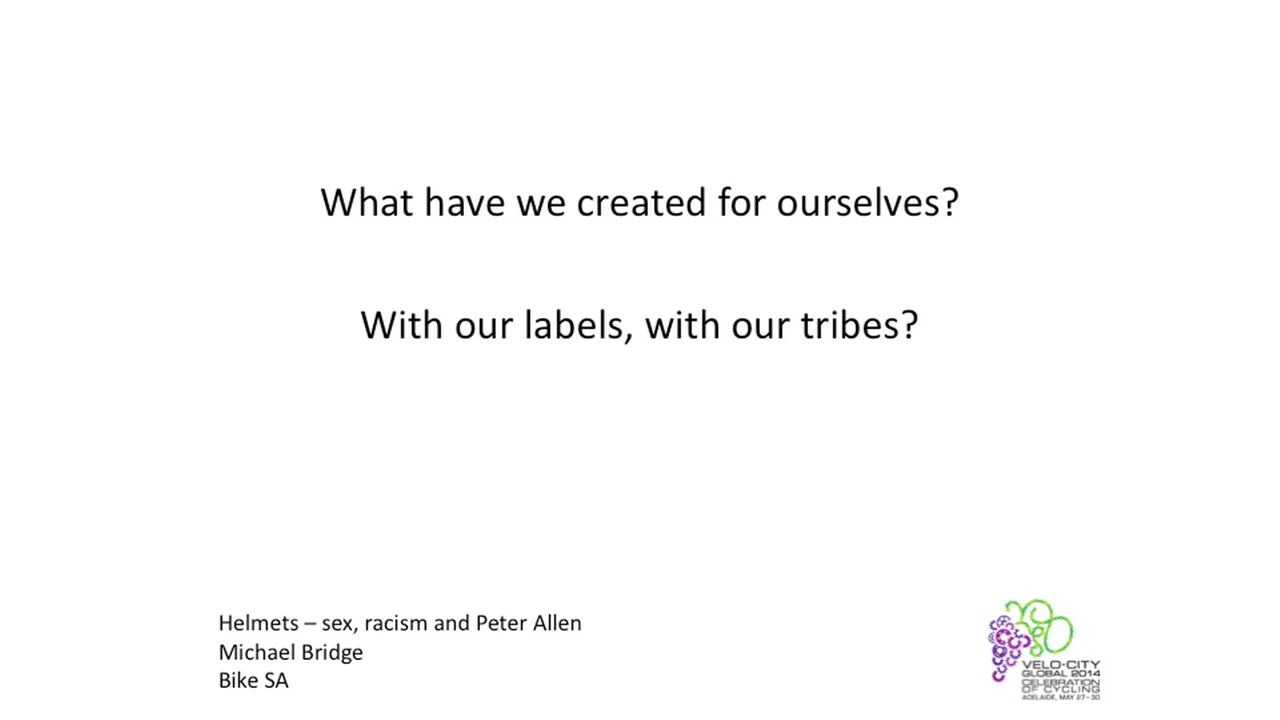 What have we created for ourselves?
With our labels, with our tribes?
Helmets – sex, racism and Peter Allen
Michael Bridge
Bike SA
VELO-CITY
GLOBAL 2014
CELEBRATION
OF CYCLING
ADELAIDE, MAY 27-30